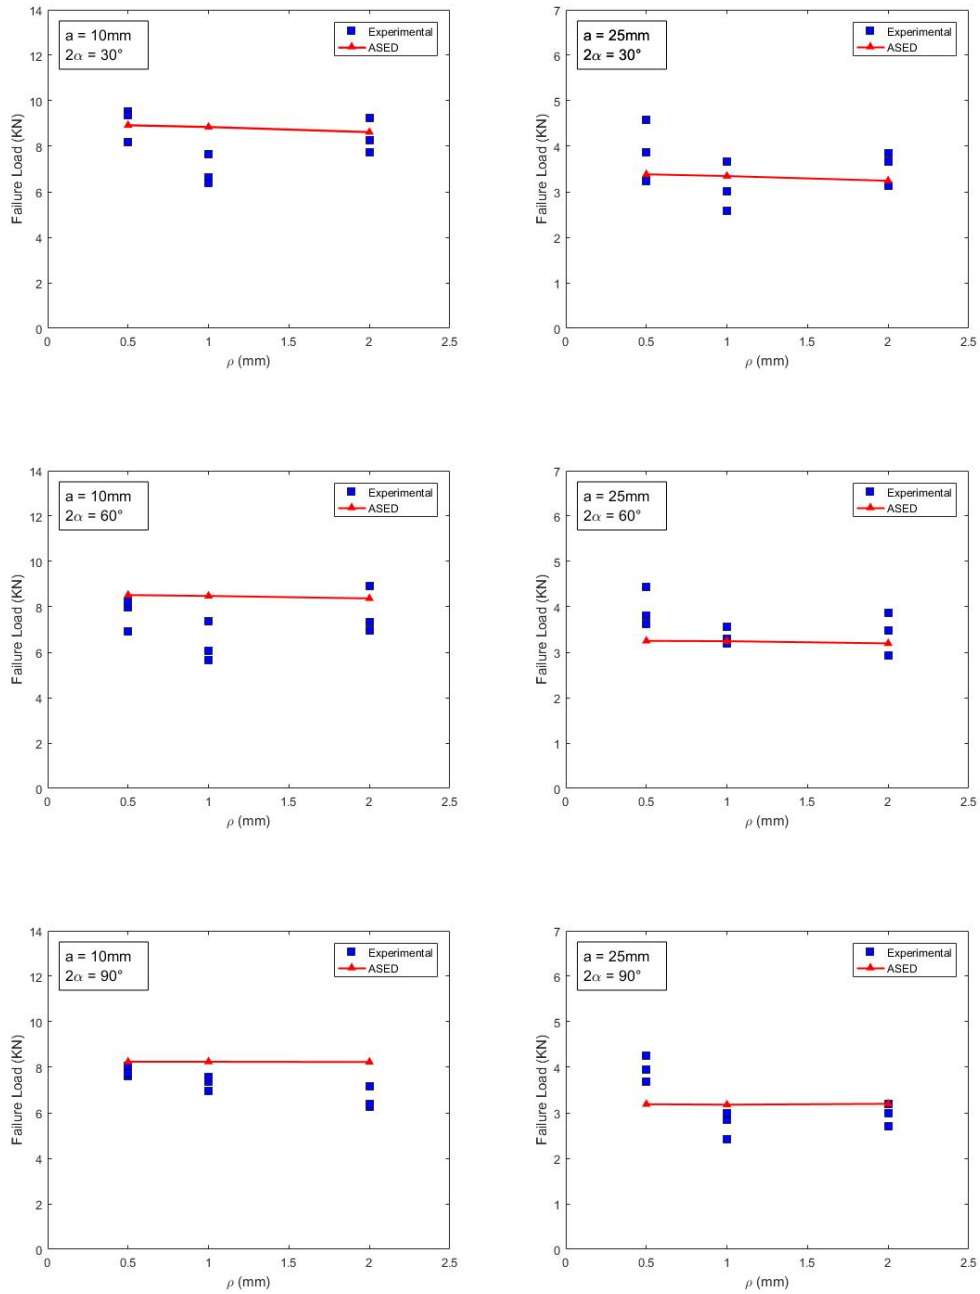 14
12
10
8
6
4
2
0
Failure Load (KN)
a = 10mm
2α = 30°
Experimental
ASED
0
0.5
1
1.5
2
2.5
ρ (mm)
7
6
5
4
3
2
1
0
Failure Load (KN)
a = 25mm
2α = 30°
Experimental
ASED
0
0.5
1
1.5
2
2.5
ρ (mm)
14
12
10
8
6
4
2
0
Failure Load (KN)
a = 10mm
2α = 60°
Experimental
ASED
0
0.5
1
1.5
2
2.5
ρ (mm)
7
6
5
4
3
2
1
0
Failure Load (KN)
a = 25mm
2α = 60°
Experimental
ASED
0
0.5
1
1.5
2
2.5
ρ (mm)
14
12
10
8
6
4
2
0
Failure Load (KN)
a = 10mm
2α = 90°
Experimental
ASED
0
0.5
1
1.5
2
2.5
ρ (mm)
7
6
5
4
3
2
1
0
Failure Load (KN)
a = 25mm
2α = 90°
Experimental
ASED
0
0.5
1
1.5
2
2.5
ρ (mm)